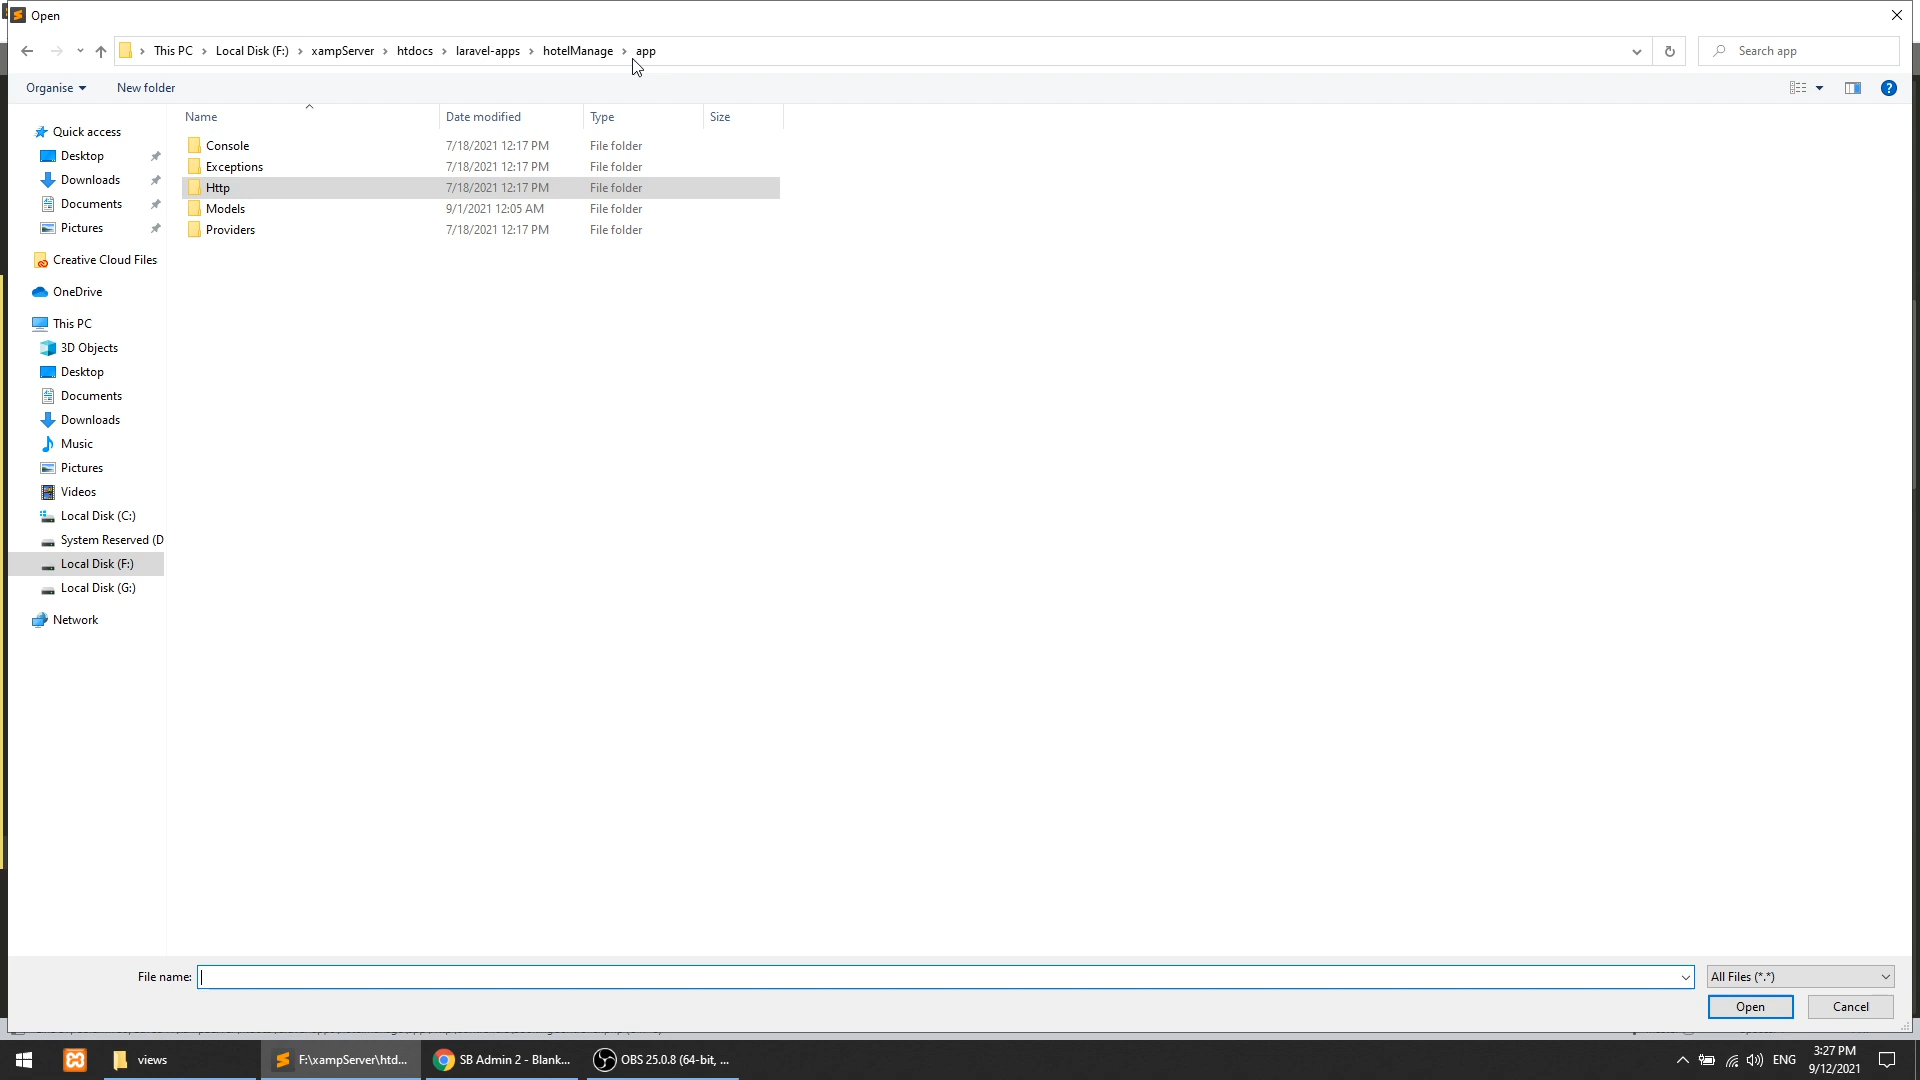 Open
This PC > Local Disk (F:) > xampServer > htdocs > laravel-apps > hotelManage > app
Search app
Organise
New folder
Name
Date modified
Type
Size
Console 7/18/2021 12:17 PM File folder
Exceptions 7/18/2021 12:17 PM File folder
Http 7/18/2021 12:17 PM File folder
Models 9/1/2021 12:05 AM File folder
Providers 7/18/2021 12:17 PM File folder
Quick access
Desktop
Downloads
Documents
Pictures
Creative Cloud Files
OneDrive
This PC
3D Objects
Desktop
Documents
Downloads
Music
Pictures
Videos
Local Disk (C:)
System Reserved (D
Local Disk (F:)
Local Disk (G:)
Network
File name:
All Files (*.*)
Open
Cancel
views
F:\xampServer\htd...
SB Admin 2 - Blank...
OBS 25.0.8 (64-bit, ...
ENG
3:27 PM
9/12/2021